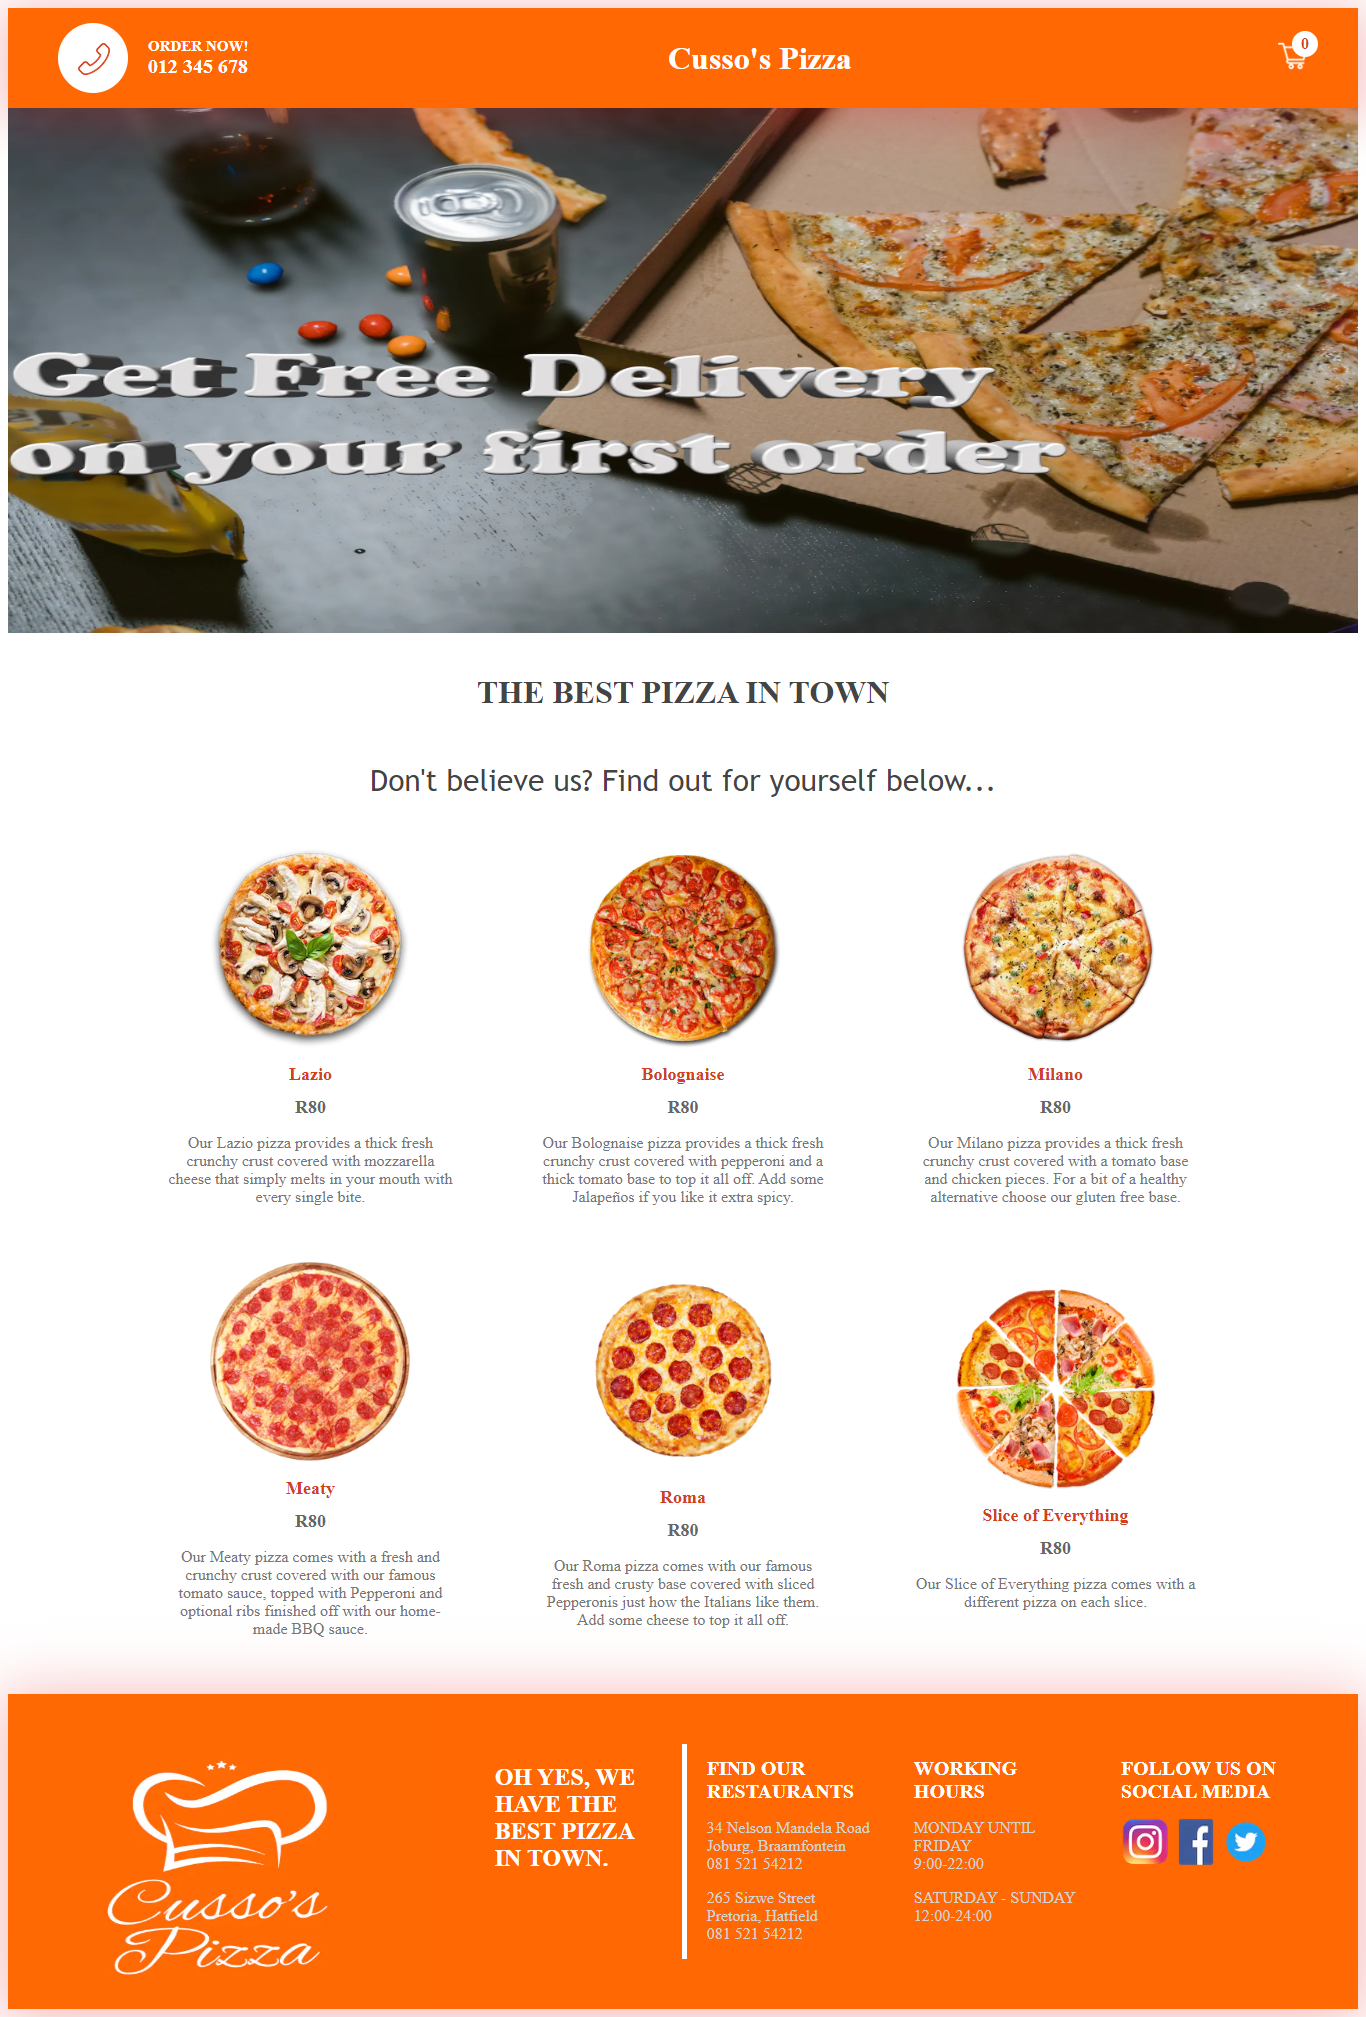 ORDER NOW!
012 345 678
Cusso's Pizza
0
Get Free Delivery
on your first order
THE BEST PIZZA IN TOWN
Don't believe us? Find out for yourself below...
Lazio
R80
Our Lazio pizza provides a thick fresh
crunchy crust covered with mozzarella
cheese that simply melts in your mouth with
every single bite.
Bolognaise
R80
Our Bolognaise pizza provides a thick fresh
crunchy crust covered with pepperoni and a
thick tomato base to top it all off. Add some
Jalapeños if you like it extra spicy.
Milano
R80
Our Milano pizza provides a thick fresh
crunchy crust covered with a tomato base
and chicken pieces. For a bit of a healthy
alternative choose our gluten free base.
Meaty
R80
Our Meaty pizza comes with a fresh and
crunchy crust covered with our famous
tomato sauce, topped with Pepperoni and
optional ribs finished off with our home-
made BBQ sauce.
Roma
R80
Our Roma pizza comes with our famous
fresh and crusty base covered with sliced
Pepperonis just how the Italians like them.
Add some cheese to top it all off.
Slice of Everything
R80
Our Slice of Everything pizza comes with a
different pizza on each slice.
Cusso's
Pizza
OH YES, WE
HAVE THE
BEST PIZZA
IN TOWN.
FIND OUR
RESTAURANTS
34 Nelson Mandela Road
Joburg, Braamfontein
081 521 54212
265 Sizwe Street
Pretoria, Hatfield
081 521 54212
WORKING
HOURS
MONDAY UNTIL
FRIDAY
9:00-22:00
SATURDAY - SUNDAY
12:00-24:00
FOLLOW US ON
SOCIAL MEDIA